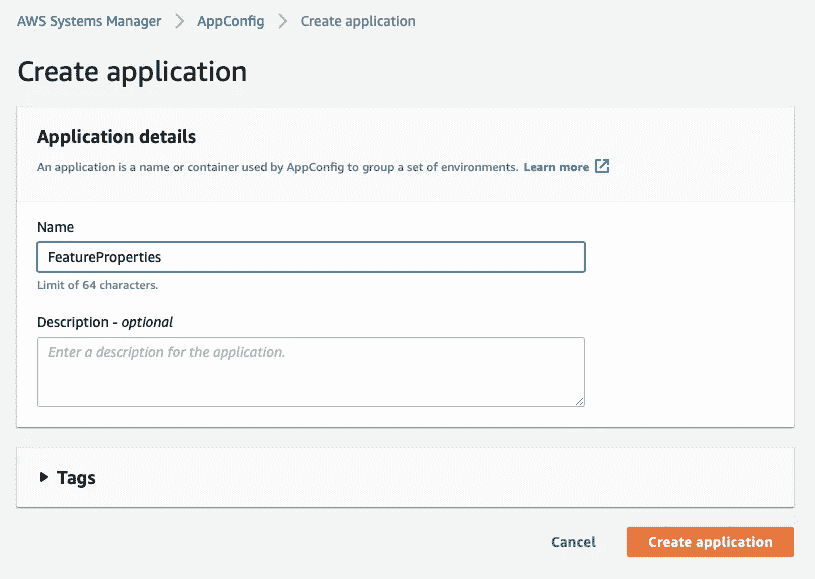 AWS Systems Manager > AppConfig > Create application
Create application
Application details
An application is a name or container used by AppConfig to group a set of environments. Learn more
Name
FeatureProperties
Limit of 64 characters.
Description - optional
Enter a description for the application.
Tags
Cancel Create application